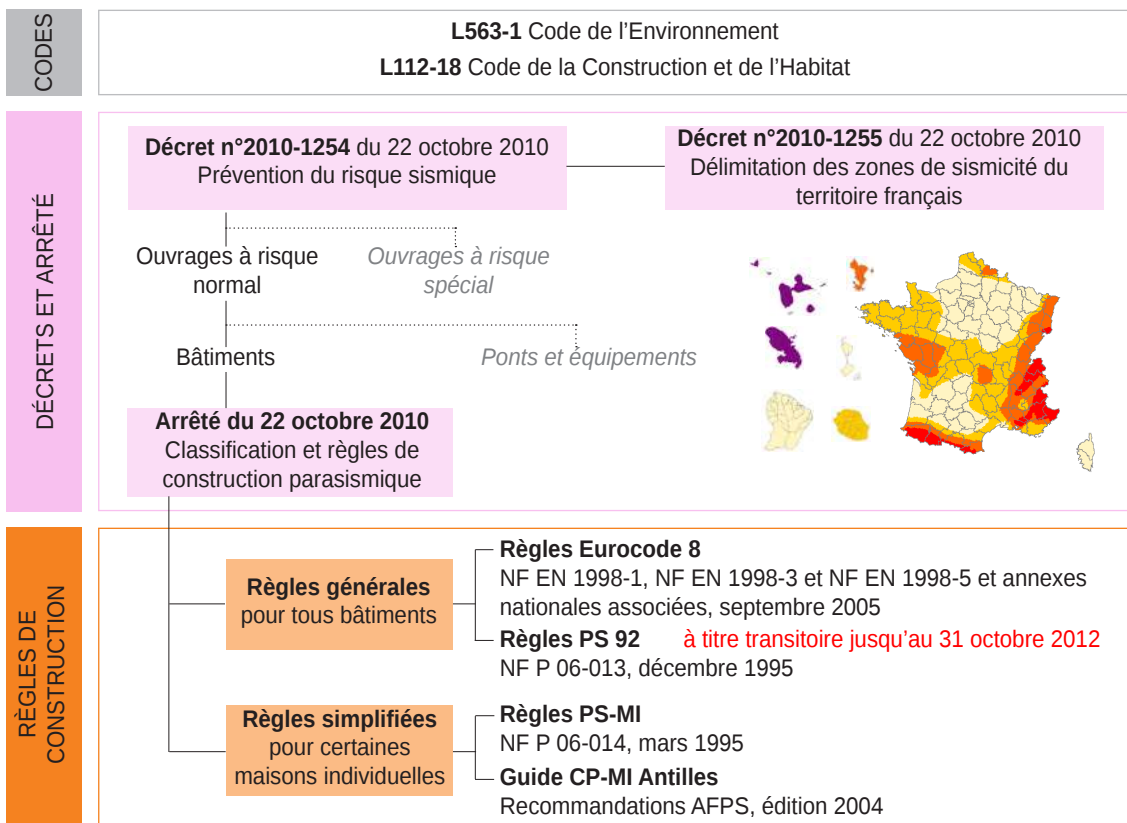 CODES
L563-1 Code de l’Environnement
L112-18 Code de la Construction et de l’Habitat
DÉCRETS ET ARRÊTÉ
Décret n°2010-1254 du 22 octobre 2010
Prévention du risque sismique
Décret n°2010-1255 du 22 octobre 2010
Délimitation des zones de sismicité du
territoire français
Ouvrages à risque
normal
Ouvrages à risque
spécial
Bâtiments
Ponts et équipements
Arrêté du 22 octobre 2010
Classification et règles de
construction parasismique
RÈGLES DE
CONSTRUCTION
Règles générales
pour tous bâtiments
Règles Eurocode 8
NF EN 1998-1, NF EN 1998-3 et NF EN 1998-5 et annexes
nationales associées, septembre 2005
Règles PS 92 à titre transitoire jusqu’au 31 octobre 2012
NF P 06-013, décembre 1995
Règles simplifiées
pour certaines
maisons individuelles
Règles PS-MI
NF P 06-014, mars 1995
Guide CP-MI Antilles
Recommandations AFPS, édition 2004